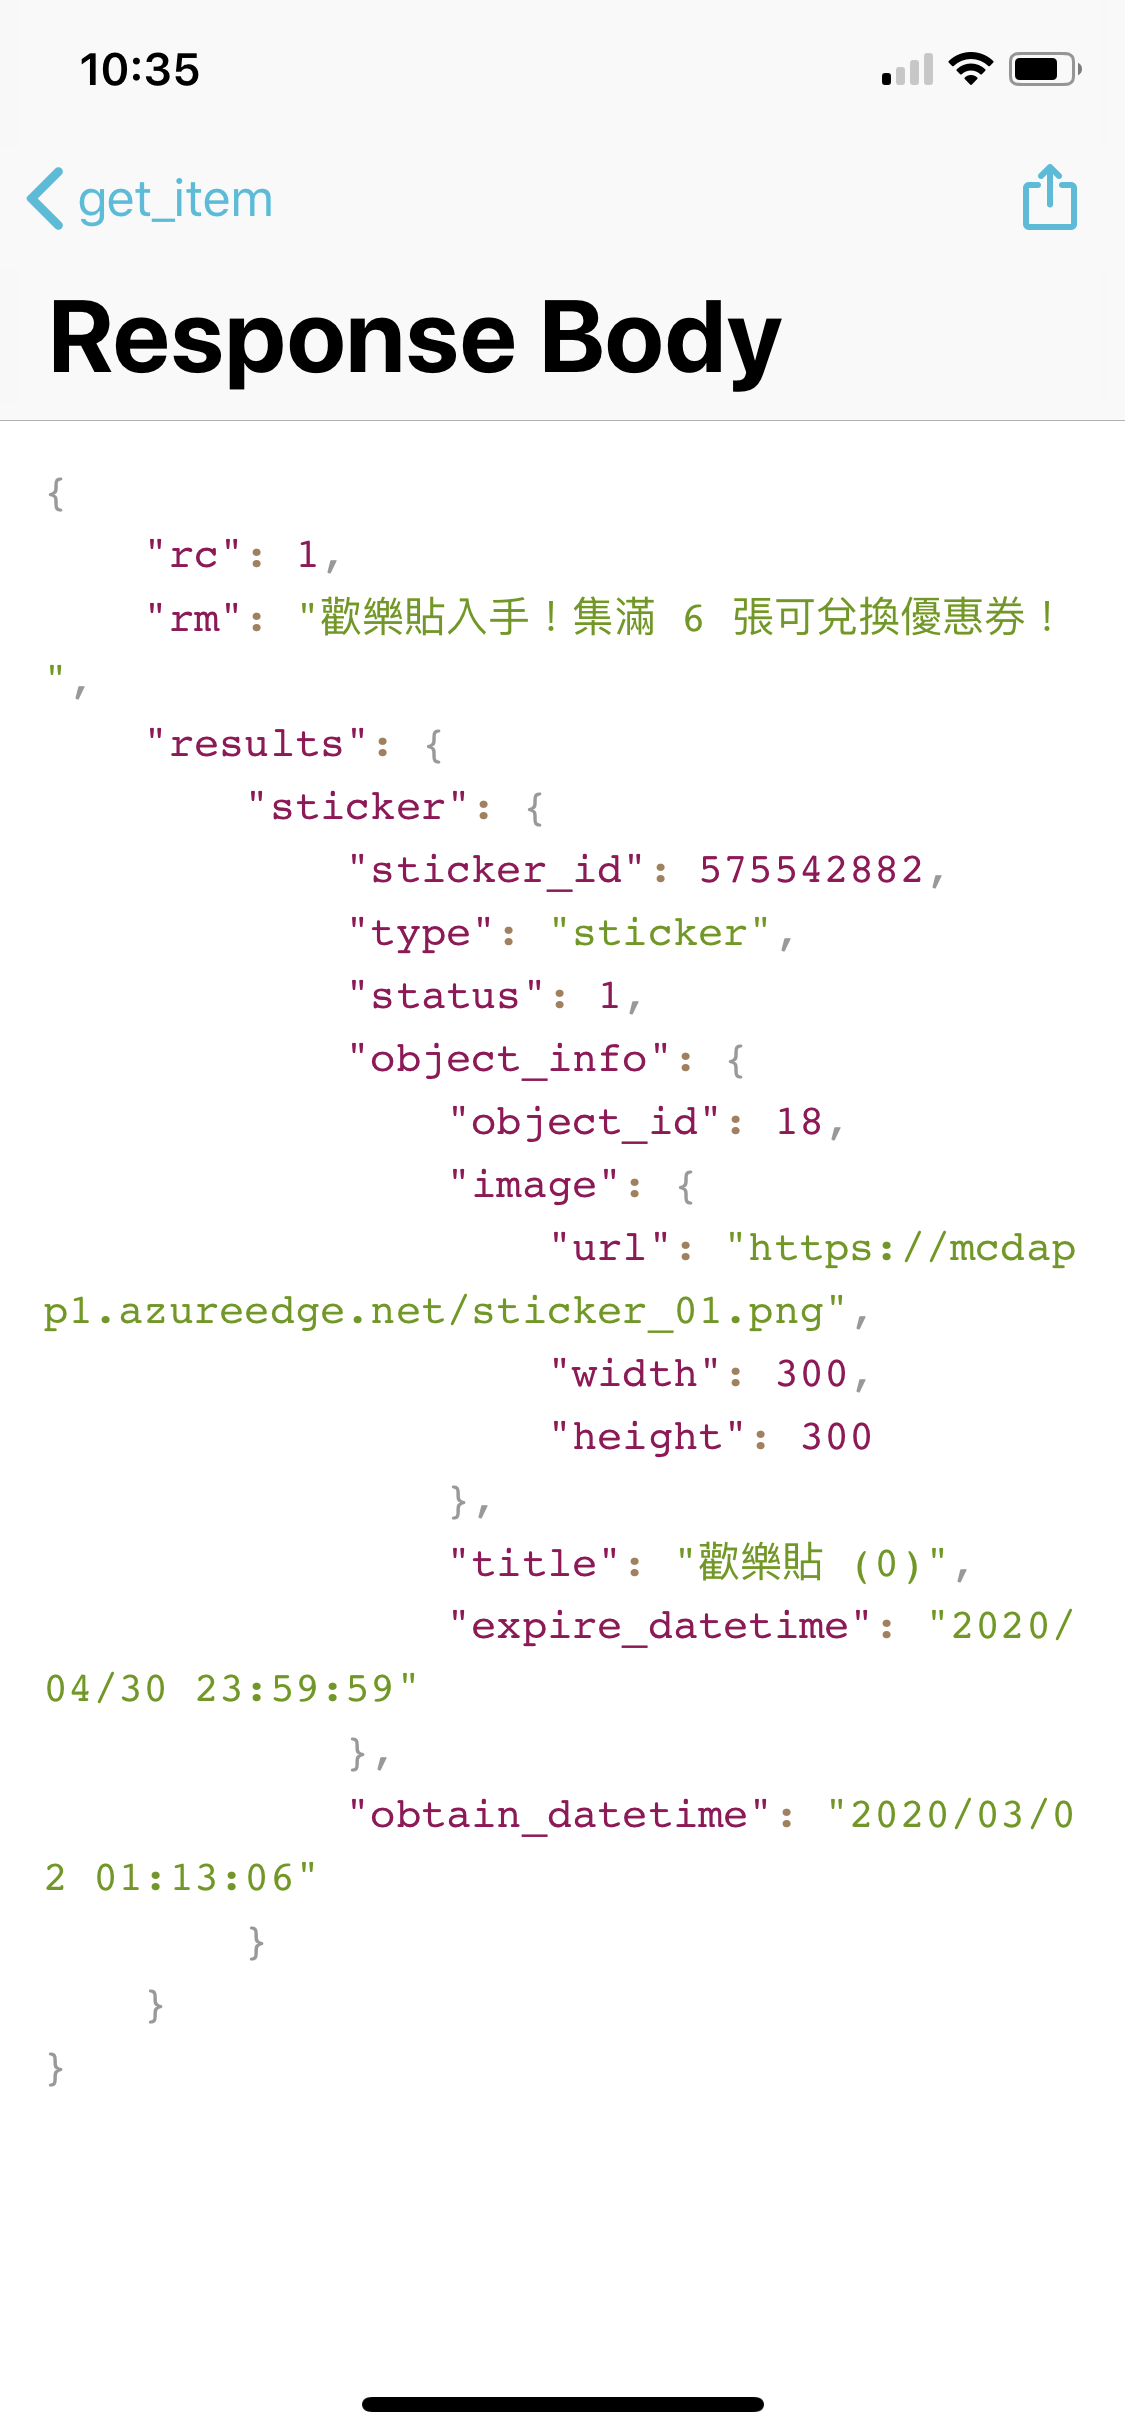 10:35
get_item
Response Body
{
    "rc": 1,
    "rm": "歡樂貼入手！集滿 6 張可兌換優惠券！
",
    "results": {
        "sticker": {
            "sticker_id": 575542882,
            "type": "sticker",
            "status": 1,
            "object_info": {
                "object_id": 18,
                "image": {
                    "url": "https://mcdap
p1.azureedge.net/sticker_01.png",
                    "width": 300,
                    "height": 300
                },
                "title": "歡樂貼 (0)",
                "expire_datetime": "2020/
04/30 23:59:59"
            },
            "obtain_datetime": "2020/03/0
2 01:13:06"
        }
    }
}